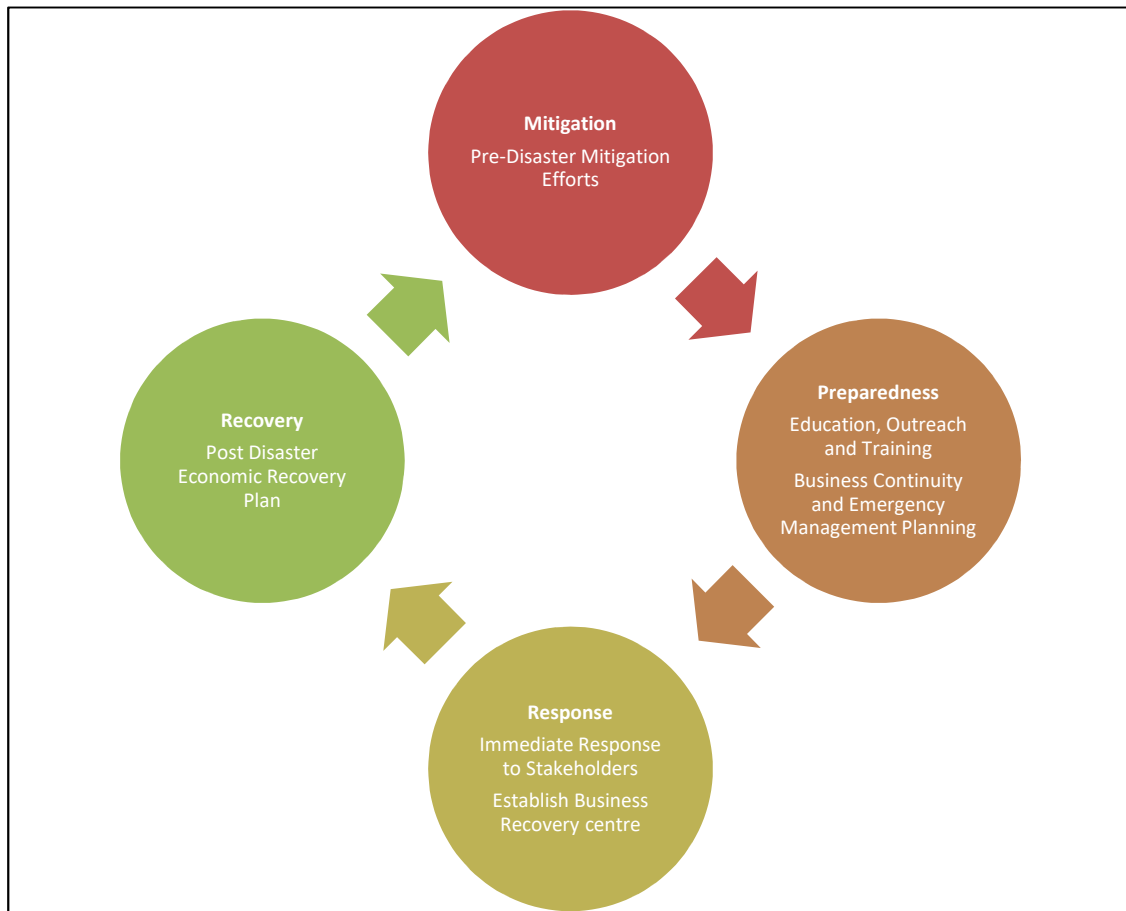 Mitigation
Pre-Disaster Mitigation
Efforts
Preparedness
Education, Outreach
and Training
Business Continuity
and Emergency
Management Planning
Response
Immediate Response
to Stakeholders
Establish Business
Recovery centre
Recovery
Post Disaster
Economic Recovery
Plan